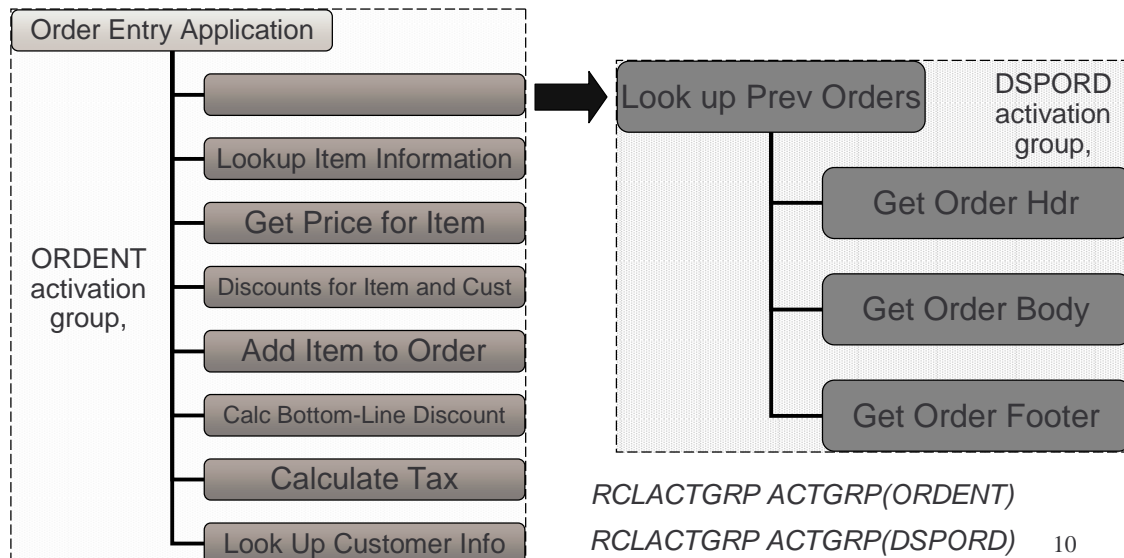 Order Entry Application
Lookup Item Information
Get Price for Item
Discounts for Item and Cust
Add Item to Order
Calc Bottom-Line Discount
Calculate Tax
Look Up Customer Info
ORDENT
activation
group,
Look up Prev Orders
DSPORD
activation
group,
Get Order Hdr
Get Order Body
Get Order Footer
RCLACTGRP ACTGRP(ORDENT)
RCLACTGRP ACTGRP(DSPORD)
10